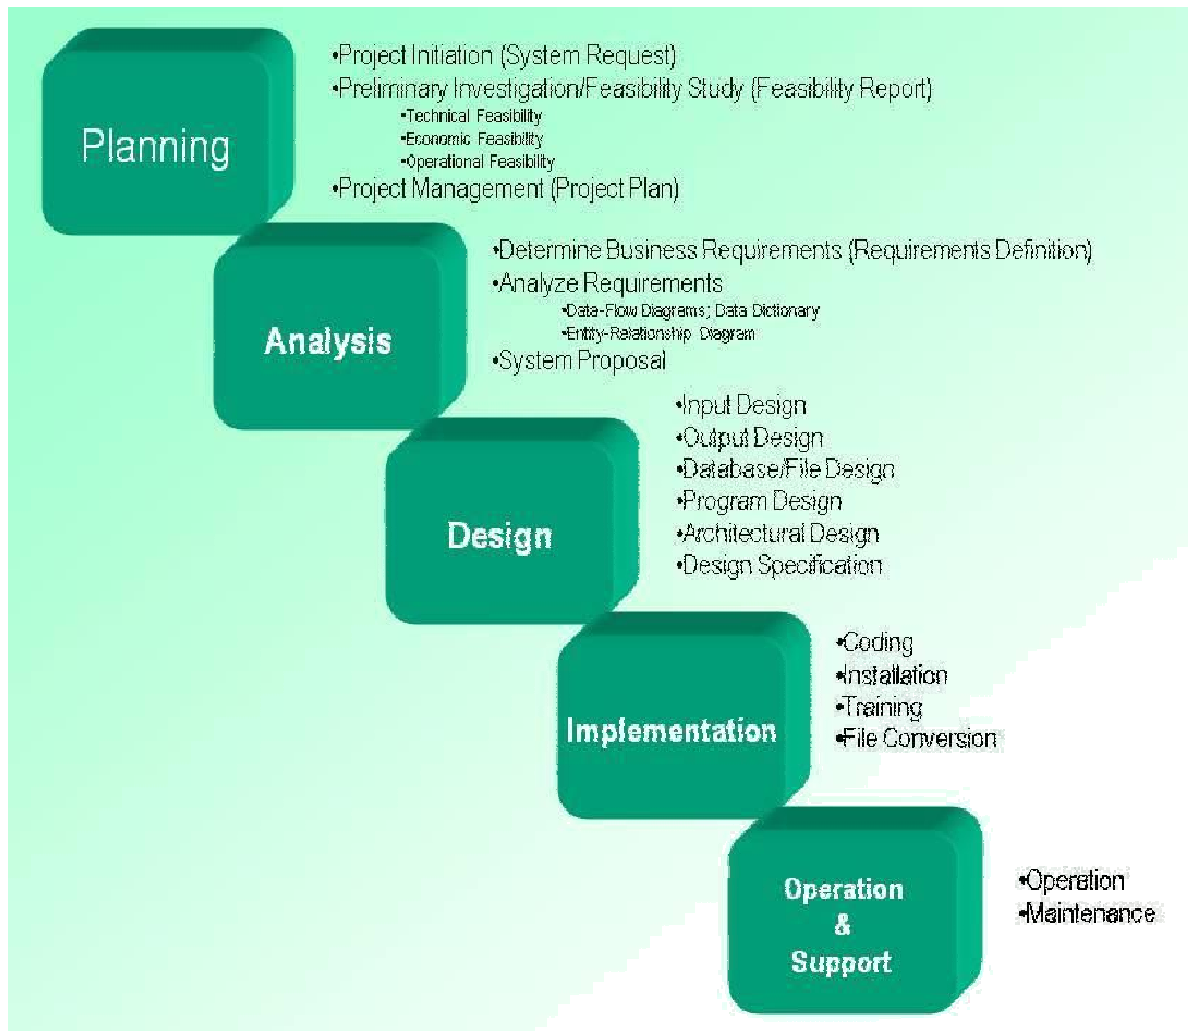 Planning
•Project Initiation (System Request)
•Preliminary Investigation/Feasibility Study (Feasibility Report)
•Technical Feasibility
•Economic Feasibility
•Operational Feasibility
•Project Management (Project Plan)
Analysis
•Determine Business Requirements (Requirements Definition)
•Analyze Requirements
•Data-Flow Diagrams; Data Dictionary
•Entity-Relationship Diagram
•System Proposal
Design
•Input Design
•Output Design
•Database/File Design
•Program Design
•Architectural Design
•Design Specification
Implementation
•Coding
•Installation
•Training
•File Conversion
Operation
&
Support
•Operation
•Maintenance